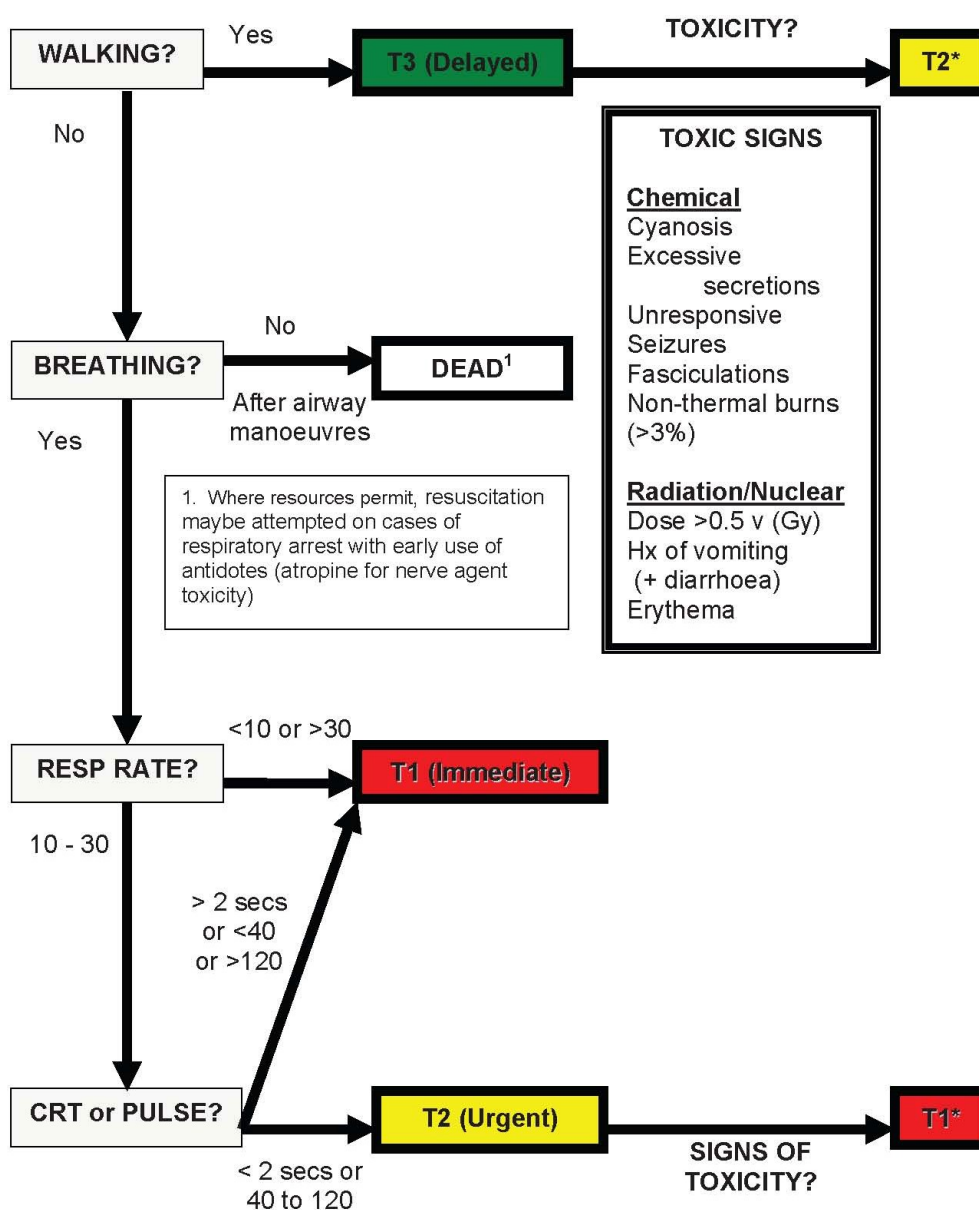 WALKING?
Yes
T3 (Delayed)
TOXICITY?
T2*
No
TOXIC SIGNS
Chemical
Cyanosis
Excessive
secretions
Unresponsive
Seizures
Fasciculations
Non-thermal burns
(>3%)
Radiation/Nuclear
Dose >0.5 v (Gy)
Hx of vomiting
(+ diarrhoea)
Erythema
BREATHING?
No
After airway
manoeuvres
DEAD¹
Yes
1. Where resources permit, resuscitation
maybe attempted on cases of
respiratory arrest with early use of
antidotes (atropine for nerve agent
toxicity)
RESP RATE?
<10 or >30
T1 (Immediate)
10 - 30
> 2 secs
or <40
or >120
CRT or PULSE?
< 2 secs or
40 to 120
T2 (Urgent)
SIGNS OF
TOXICITY?
T1*